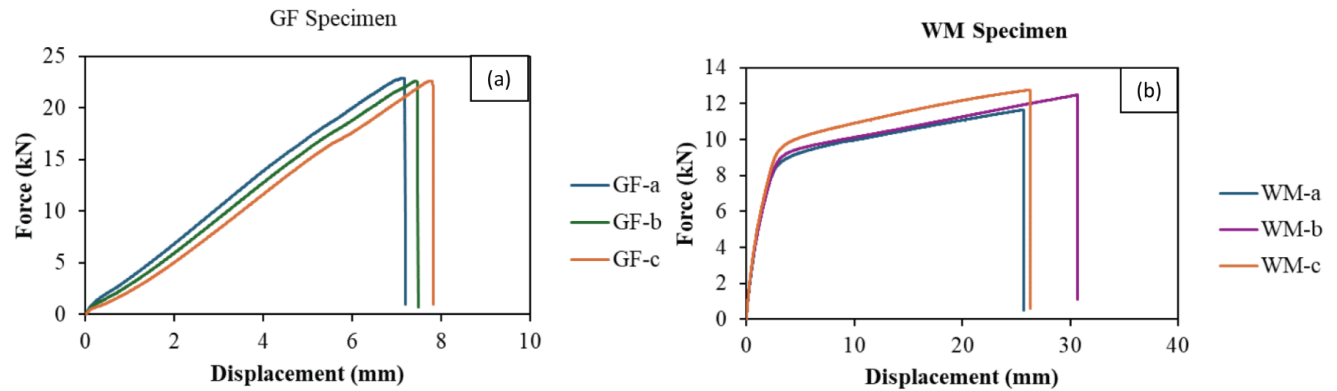 GF Specimen
(a)
25
20
15
10
5
0
Force (kN)
0 2 4 6 8 10
Displacement (mm)
GF-a
GF-b
GF-c
WM Specimen
(b)
14
12
10
8
6
4
2
0
Force (kN)
0 10 20 30 40
Displacement (mm)
WM-a
WM-b
WM-c